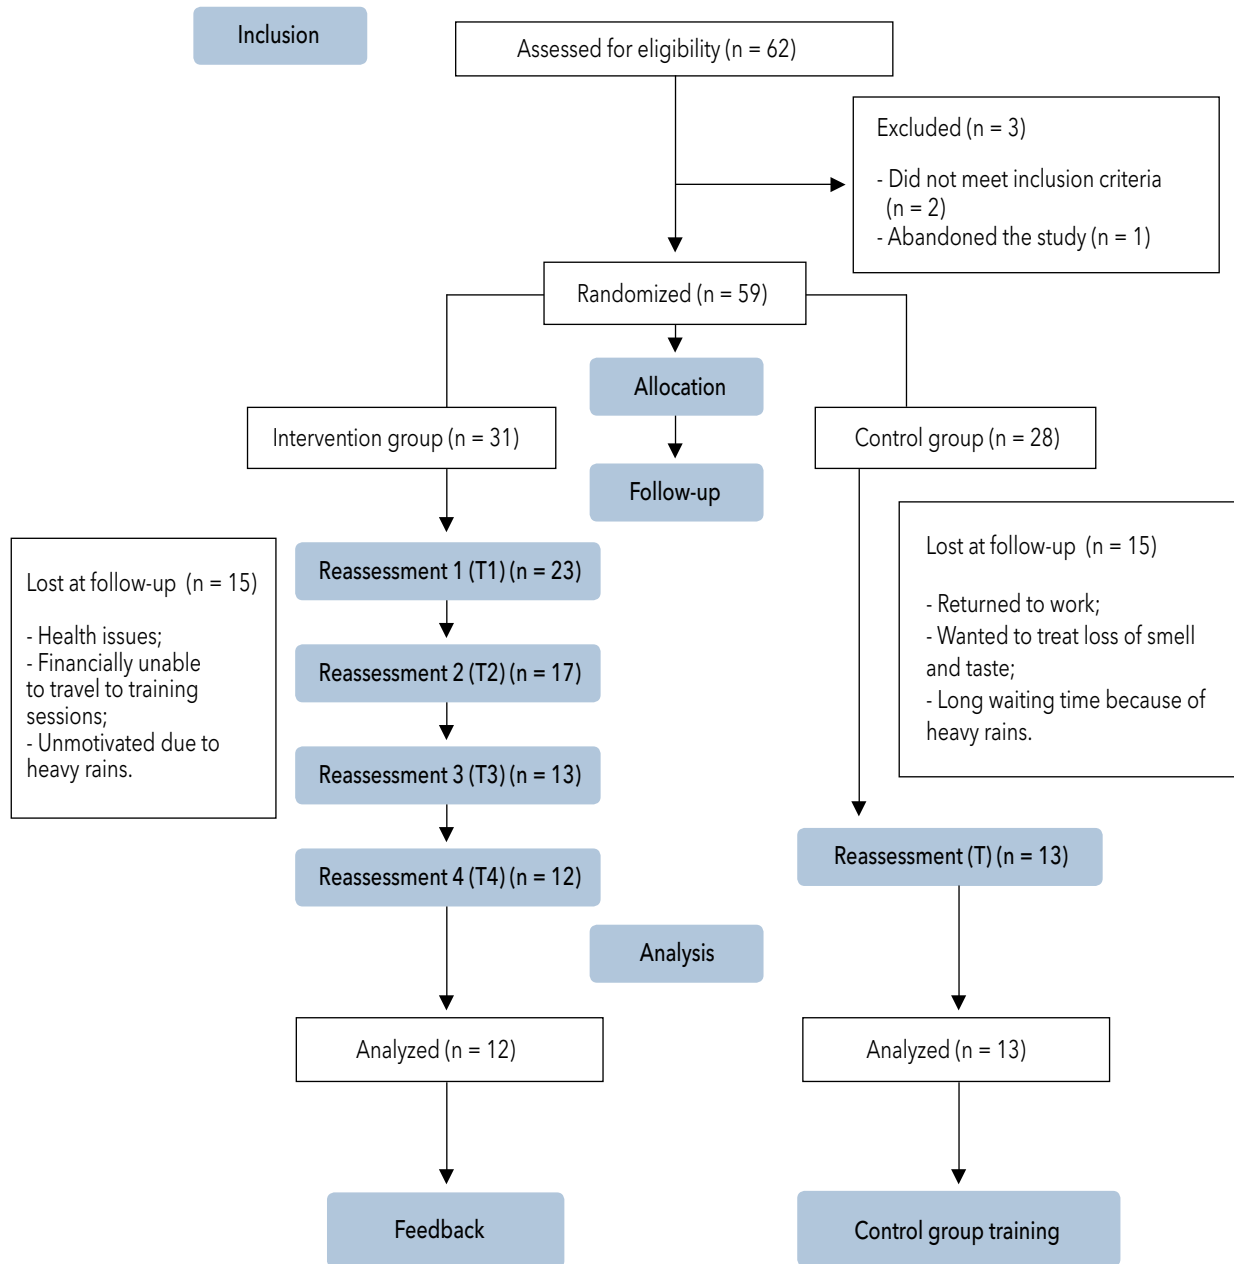 Inclusion
Assessed for eligibility (n = 62)
Excluded (n = 3)
- Did not meet inclusion criteria
(n = 2)
- Abandoned the study (n = 1)
Randomized (n = 59)
Allocation
Intervention group (n = 31)
Control group (n = 28)
Follow-up
Lost at follow-up (n = 15)
- Health issues;
- Financially unable
to travel to training
sessions;
- Unmotivated due to
heavy rains.
Reassessment 1 (T1) (n = 23)
Reassessment 2 (T2) (n = 17)
Reassessment 3 (T3) (n = 13)
Reassessment 4 (T4) (n = 12)
Lost at follow-up (n = 15)
- Returned to work;
- Wanted to treat loss of smell
and taste;
- Long waiting time because of
heavy rains.
Reassessment (T) (n = 13)
Analysis
Analyzed (n = 12)
Analyzed (n = 13)
Feedback
Control group training